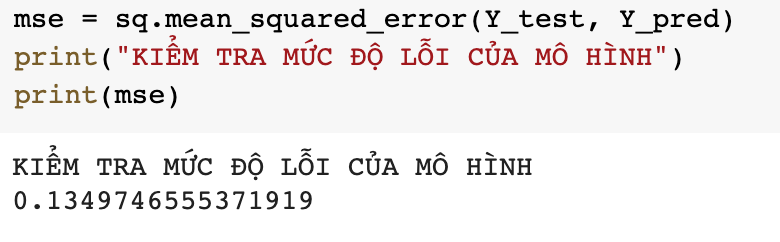 mse = sq.mean_squared_error(Y_test, Y_pred)
print("KIỂM TRA MỨC ĐỘ LỖI CỦA MÔ HÌNH")
print(mse)
KIỂM TRA MỨC ĐỘ LỖI CỦA MÔ HÌNH
0.1349746555371919